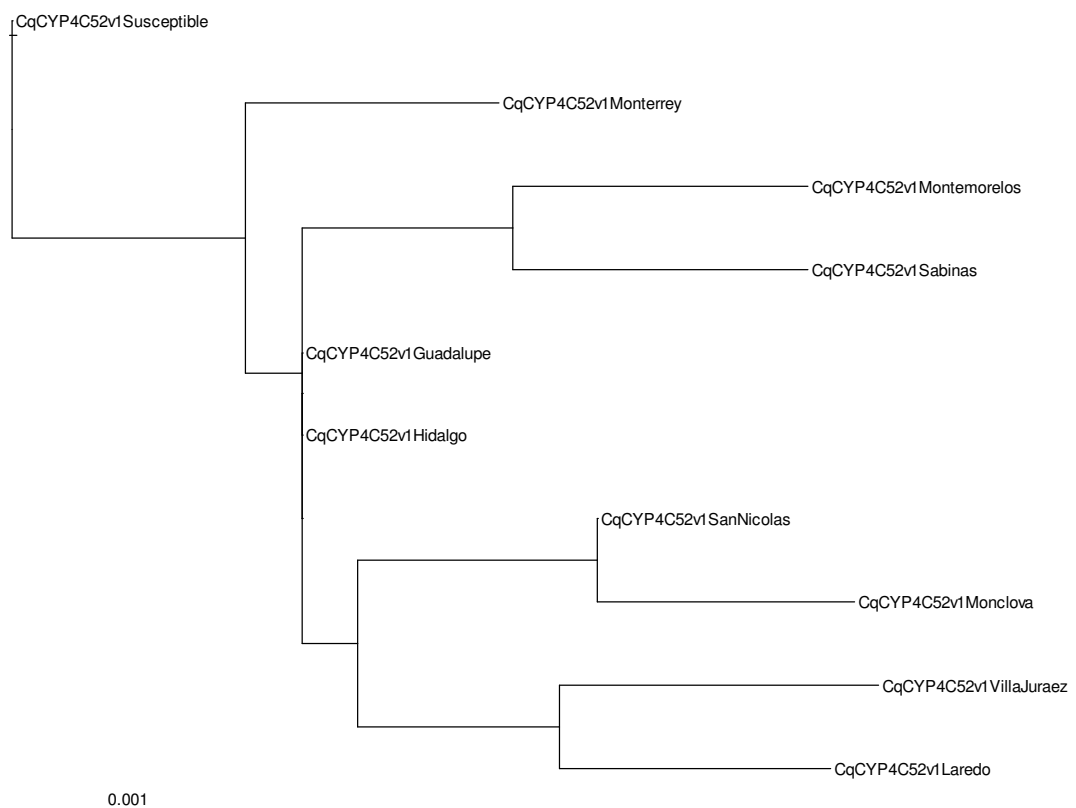 CqCYP4C52v1Susceptible
CqCYP4C52v1Monterrey
CqCYP4C52v1Montemorelos
CqCYP4C52v1Sabinas
CqCYP4C52v1Guadalupe
CqCYP4C52v1Hidalgo
CqCYP4C52v1SanNicolas
CqCYP4C52v1Monclova
CqCYP4C52v1VillaJuraez
CqCYP4C52v1Laredo
0.001